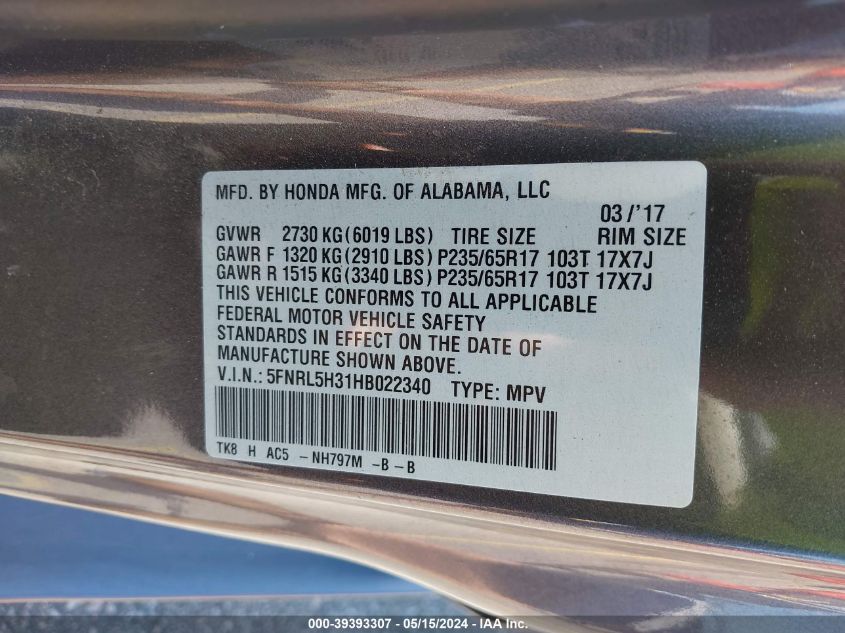 MFD. BY HONDA MFG. OF ALABAMA, LLC
03/'17
GVWR 2730 KG(6019 LBS) TIRE SIZE RIM SIZE
GAWR F 1320 KG(2910 LBS) P235/65R17 103T 17X7J
GAWR R 1515 KG(3340 LBS) P235/65R17 103T 17X7J
THIS VEHICLE CONFORMS TO ALL APPLICABLE
FEDERAL MOTOR VEHICLE SAFETY
STANDARDS IN EFFECT ON THE DATE OF
MANUFACTURE SHOWN ABOVE.
V.I.N.: 5FNRL5H31HB022340 TYPE: MPV
TK8 H AC5 -NH797M -B-B
000-39393307 - 05/15/2024 - IAA Inc.